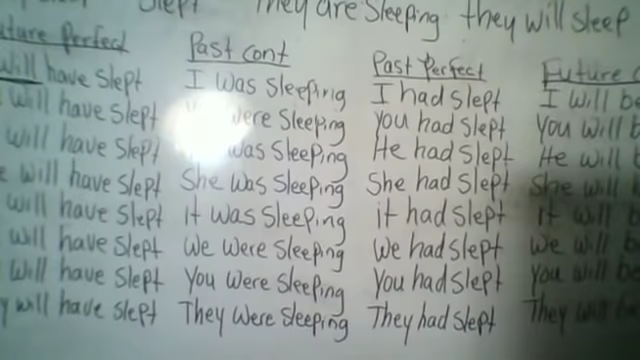 Slept They are Sleeping they will sleep
Perfect Past cont Past Perfect Future
will have slept I was Sleeping I had slept I will
will have slept were Sleeping You had slept You will
will have slept was Sleeping He had slept He will
will have slept She was Sleeping She had slept She will
will have slept it was Sleeping it had slept it will
will have slept We were Sleeping We had slept We will
will have slept You were Sleeping You had slept You will
will have slept They were Sleeping They had slept They will